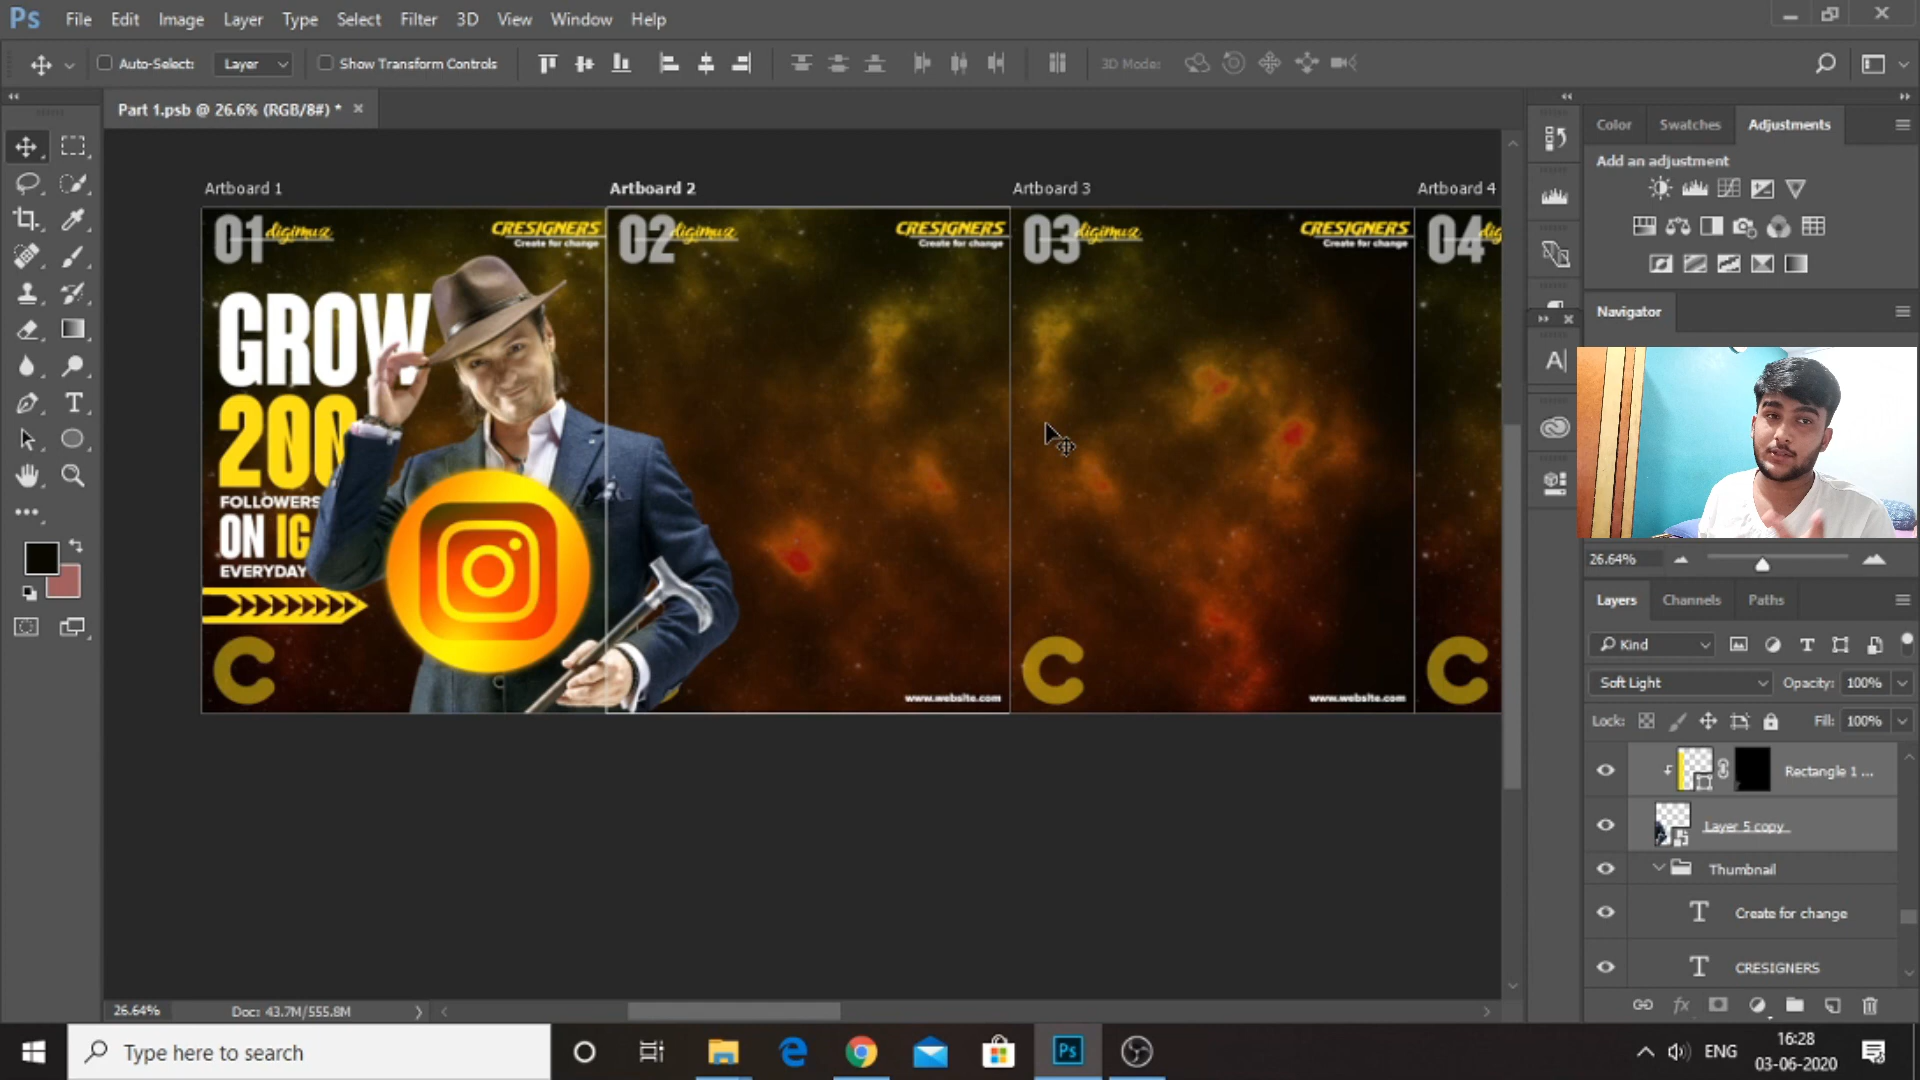 Ps File Edit Image Layer Type Select Filter 3D View Window Help
Auto-Select: Layer Show Transform Controls 3D Mode:
Part 1.psb @ 26.6% (RGB/8#) *
Artboard 1
Artboard 2
Artboard 3
Artboard 4
01 digimuz
CRESIGNERS
Create for change
GROW
200
FOLLOWERS
ON IG
EVERYDAY
C
02 digimuz
CRESIGNERS
Create for change
www.website.com
03 digimuz
CRESIGNERS
Create for change
C
www.website.com
04
C
Color Swatches Adjustments
Add an adjustment
Navigator
26.64%
Layers Channels Paths
Kind
Soft Light Opacity: 100%
Lock: Fill: 100%
Rectangle 1 ...
Layer 5 copy
Thumbnail
Create for change
CRESIGNERS
26.64% Doc: 43.7M/555.8M
Type here to search
Ps
ENG
16:28
03-06-2020